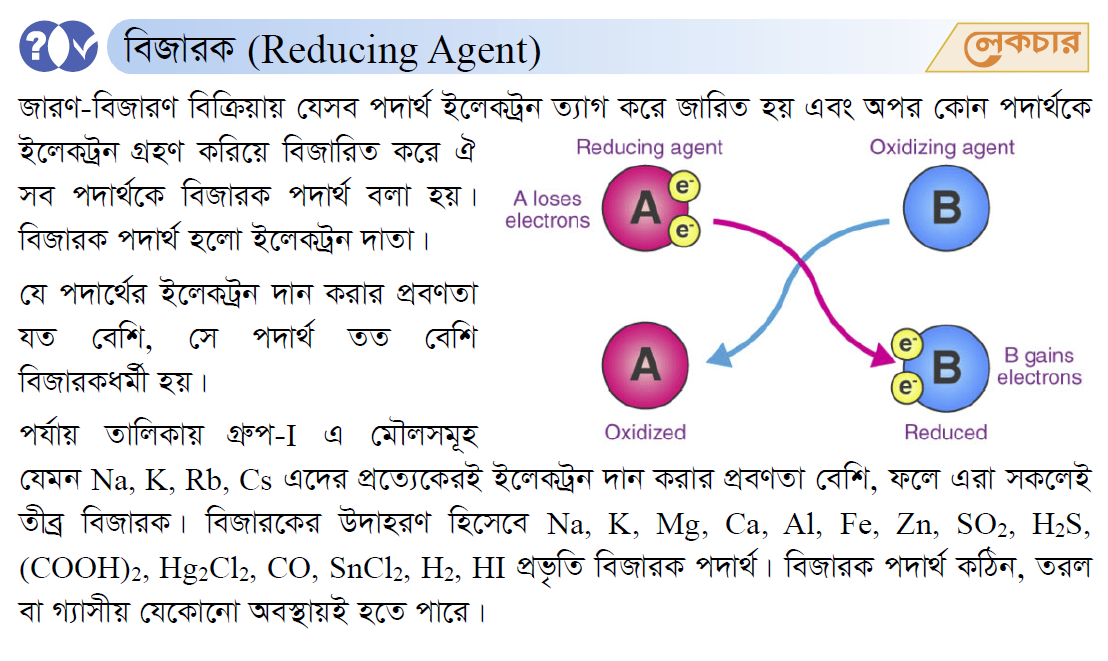 বিজারক (Reducing Agent)
লেকচার
জারণ-বিজারণ বিক্রিয়ায় যেসব পদার্থ ইলেকট্রন ত্যাগ করে জারিত হয় এবং অপর কোন পদার্থকে
ইলেকট্রন গ্রহণ করিয়ে বিজারিত করে ঐ
সব পদার্থকে বিজারক পদার্থ বলা হয়।
বিজারক পদার্থ হলো ইলেকট্রন দাতা।
যে পদার্থের ইলেকট্রন দান করার প্রবণতা
যত বেশি, সে পদার্থ তত বেশি
বিজারকধর্মী হয়।
পর্যায় তালিকায় গ্রুপ-I এ মৌলসমূহ
যেমন Na, K, Rb, Cs এদের প্রত্যেকেরই ইলেকট্রন দান করার প্রবণতা বেশি, ফলে এরা সকলেই
তীব্র বিজারক। বিজারকের উদাহরণ হিসেবে Na, K, Mg, Ca, Al, Fe, Zn, SO₂, H₂S,
(COOH)₂, Hg₂Cl₂, CO, SnCl₂, H₂, HI প্রভৃতি বিজারক পদার্থ। বিজারক পদার্থ কঠিন, তরল
বা গ্যাসীয় যেকোনো অবস্থায়ই হতে পারে।
Reducing agent
Oxidizing agent
A loses
electrons
A
e⁻
e⁻
B
A
e⁻
e⁻
B
B gains
electrons
Oxidized
Reduced